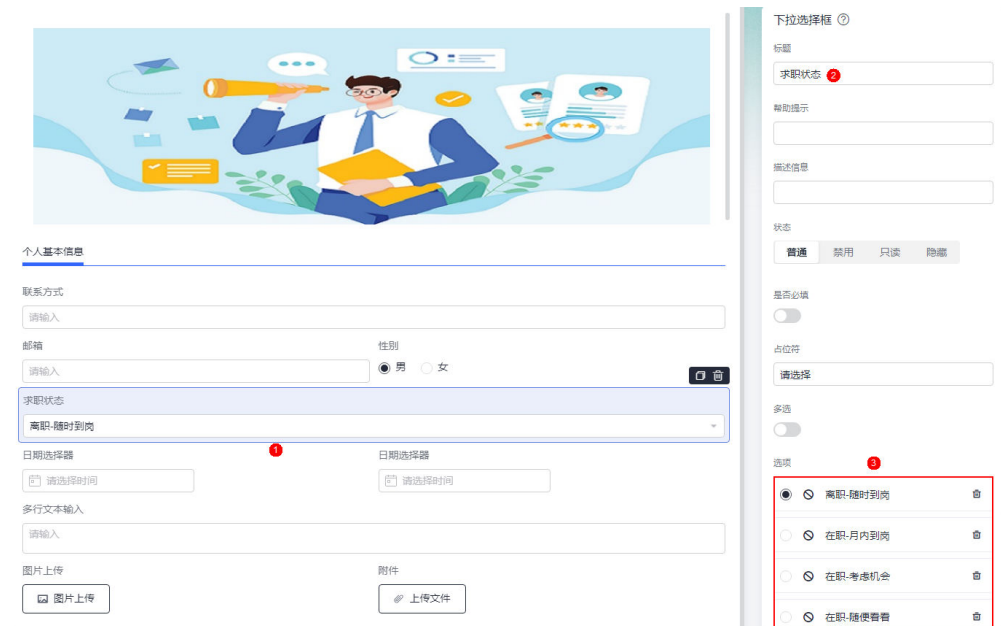 个人基本信息
联系方式
请输入
邮箱
性别
请输入
男
女
求职状态
离职-随时到岗
1
日期选择器
日期选择器
请选择时间
请选择时间
多行文本输入
请输入
图片上传
附件
图片上传
上传文件
下拉选择框
标题
求职状态 2
帮助提示
描述信息
状态
普通 禁用 只读 隐藏
是否必填
占位符
请选择
多选
选项 3
离职-随时到岗
在职-月内到岗
在职-考虑机会
在职-随便看看